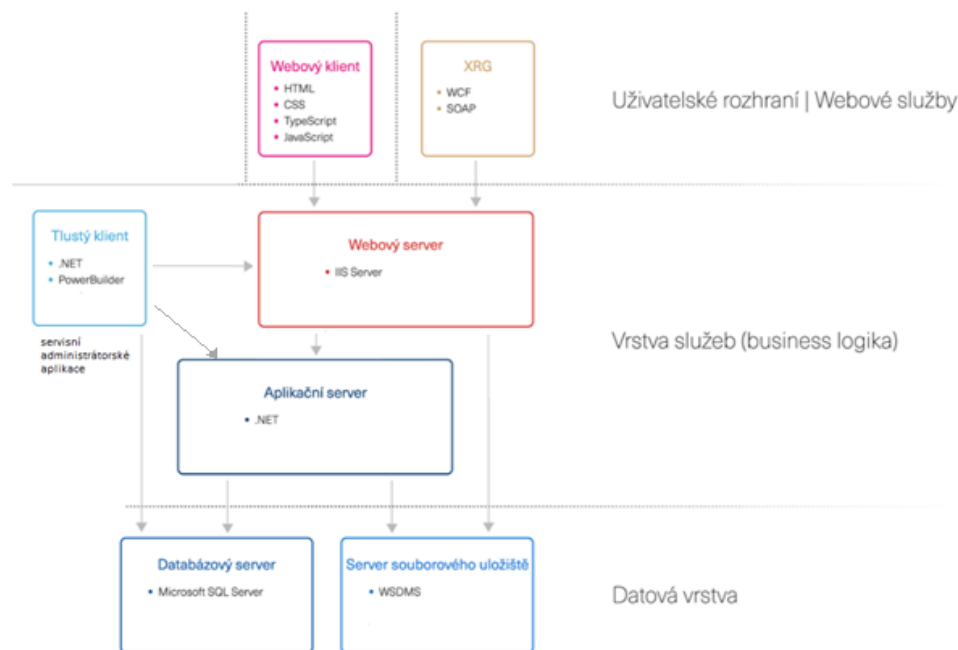 Webový klient
• HTML
• CSS
• TypeScript
• JavaScript
XRG
• WCF
• SOAP
Uživatelské rozhraní | Webové služby
Tlustý klient
• .NET
• PowerBuilder
servisní
administrátorské
aplikace
Webový server
• IIS Server
Vrstva služeb (business logika)
Aplikační server
• .NET
Databázový server
• Microsoft SQL Server
Server souborového uložiště
• WSDMS
Datová vrstva